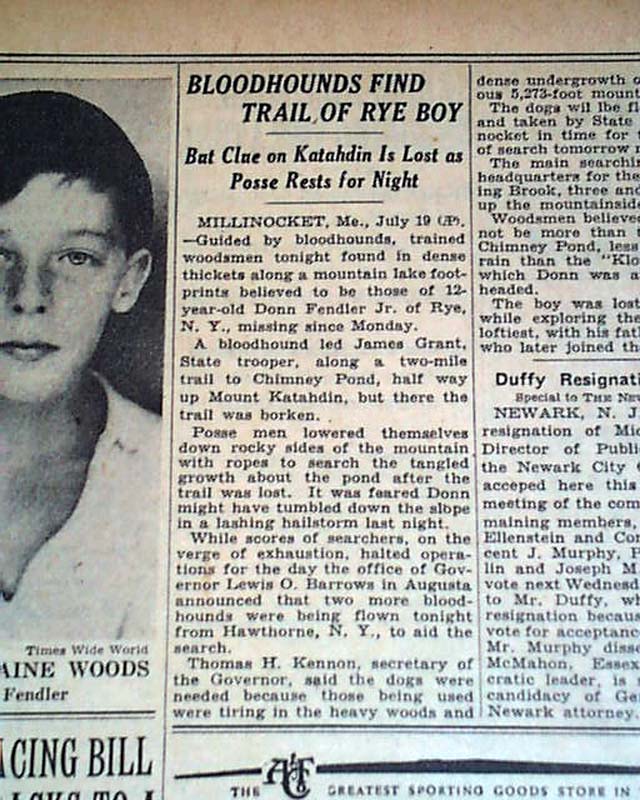 BLOODHOUNDS FIND
TRAIL OF RYE BOY
But Clue on Katahdin Is Lost as
Posse Rests for Night
MILLINOCKET, Me., July 19 (AP).
—Guided by bloodhounds, trained
woodsmen tonight found in dense
thickets along a mountain lake foot-
prints believed to be those of 12-
year-old Donn Fendler Jr. of Rye,
N. Y., missing since Monday.
A bloodhound led James Grant,
State trooper, along a two-mile
trail to Chimney Pond, half way
up Mount Katahdin, but there the
trail was borken.
Posse men lowered themselves
down rocky sides of the mountain
with ropes to search the tangled
growth about the pond after the
trail was lost. It was feared Donn
might have tumbled down the slope
in a lashing hailstorm last night.
While scores of searchers, on the
verge of exhaustion, halted opera-
tions for the day the office of Gov-
ernor Lewis O. Barrows in Augusta
announced that two more blood-
hounds were being flown tonight
from Hawthorne, N. Y., to aid the
search.
Thomas H. Kennon, secretary of
the Governor, said the dogs were
needed because those being used
were tiring in the heavy woods and
dense undergrowth
ous 5,273-foot mount
The dogs wil lbe fl
and taken by State
nocket in time for
of search tomorrow
The main searchin
headquarters for the
ing Brook, three and
up the mountainside
Woodsmen believed
not be more than
Chimney Pond, less
rain than the "Klo
which Donn was
headed.
The boy was lost
while exploring the
loftiest, with his fat
who later joined th
Duffy Resignati
Special to THE NEW
NEWARK, N. J
resignation of Mic
Director of Public
the Newark City
acceped here this
meeting of the com
maining members,
Ellenstein and Com
cent J. Murphy, P
lin and Joseph M
vote next Wednesd
to Mr. Duffy, wh
resignation becaus
vote for acceptance
Mr. Murphy disse
McMahon, Essex
cratic leader, is
candidacy of Ge
Newark attorney.
Times Wide World
AINE WOODS
Fendler
ACING BILL
THE A&F CO. GREATEST SPORTING GOODS STORE IN